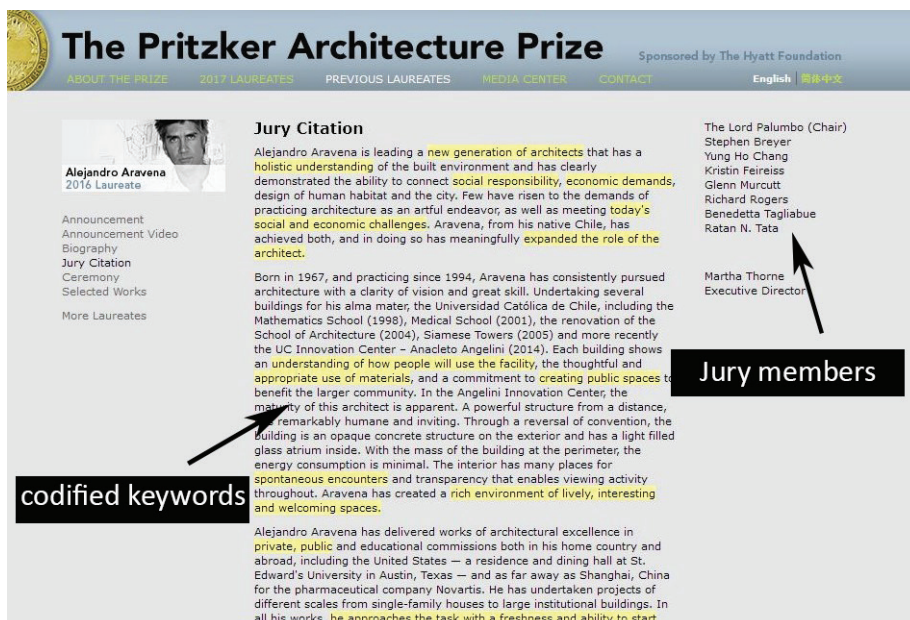 The Pritzker Architecture Prize
Sponsored by The Hyatt Foundation
ABOUT THE PRIZE 2017 LAUREATES PREVIOUS LAUREATES MEDIA CENTER CONTACT English 简体中文
Alejandro Aravena
2016 Laureate
Announcement
Announcement Video
Biography
Jury Citation
Ceremony
Selected Works
More Laureates
Jury Citation
Alejandro Aravena is leading a new generation of architects that has a
holistic understanding of the built environment and has clearly
demonstrated the ability to connect social responsibility, economic demands,
design of human habitat and the city. Few have risen to the demands of
practicing architecture as an artful endeavor, as well as meeting today's
social and economic challenges. Aravena, from his native Chile, has
achieved both, and in doing so has meaningfully expanded the role of the
architect.
Born in 1967, and practicing since 1994, Aravena has consistently pursued
architecture with a clarity of vision and great skill. Undertaking several
buildings for his alma mater, the Universidad Católica de Chile, including the
Mathematics School (1998), Medical School (2001), the renovation of the
School of Architecture (2004), Siamese Towers (2005) and more recently
the UC Innovation Center – Anacleto Angelini (2014). Each building shows
an understanding of how people will use the facility, the thoughtful and
appropriate use of materials, and a commitment to creating public spaces to
benefit the larger community. In the Angelini Innovation Center, the
maturity of this architect is apparent. A powerful structure from a distance,
remarkably humane and inviting. Through a reversal of convention, the
building is an opaque concrete structure on the exterior and has a light filled
glass atrium inside. With the mass of the building at the perimeter, the
energy consumption is minimal. The interior has many places for
spontaneous encounters and transparency that enables viewing activity
throughout. Aravena has created a rich environment of lively, interesting
and welcoming spaces.
Alejandro Aravena has delivered works of architectural excellence in
private, public and educational commissions both in his home country and
abroad, including the United States — a residence and dining hall at St.
Edward's University in Austin, Texas — and as far away as Shanghai, China
for the pharmaceutical company Novartis. He has undertaken projects of
different scales from single-family houses to large institutional buildings. In
all his works, he approaches the task with a freshness and ability to start
The Lord Palumbo (Chair)
Stephen Breyer
Yung Ho Chang
Kristin Feireiss
Glenn Murcutt
Richard Rogers
Benedetta Tagliabue
Ratan N. Tata
Martha Thorne
Executive Director
Jury members
codified keywords